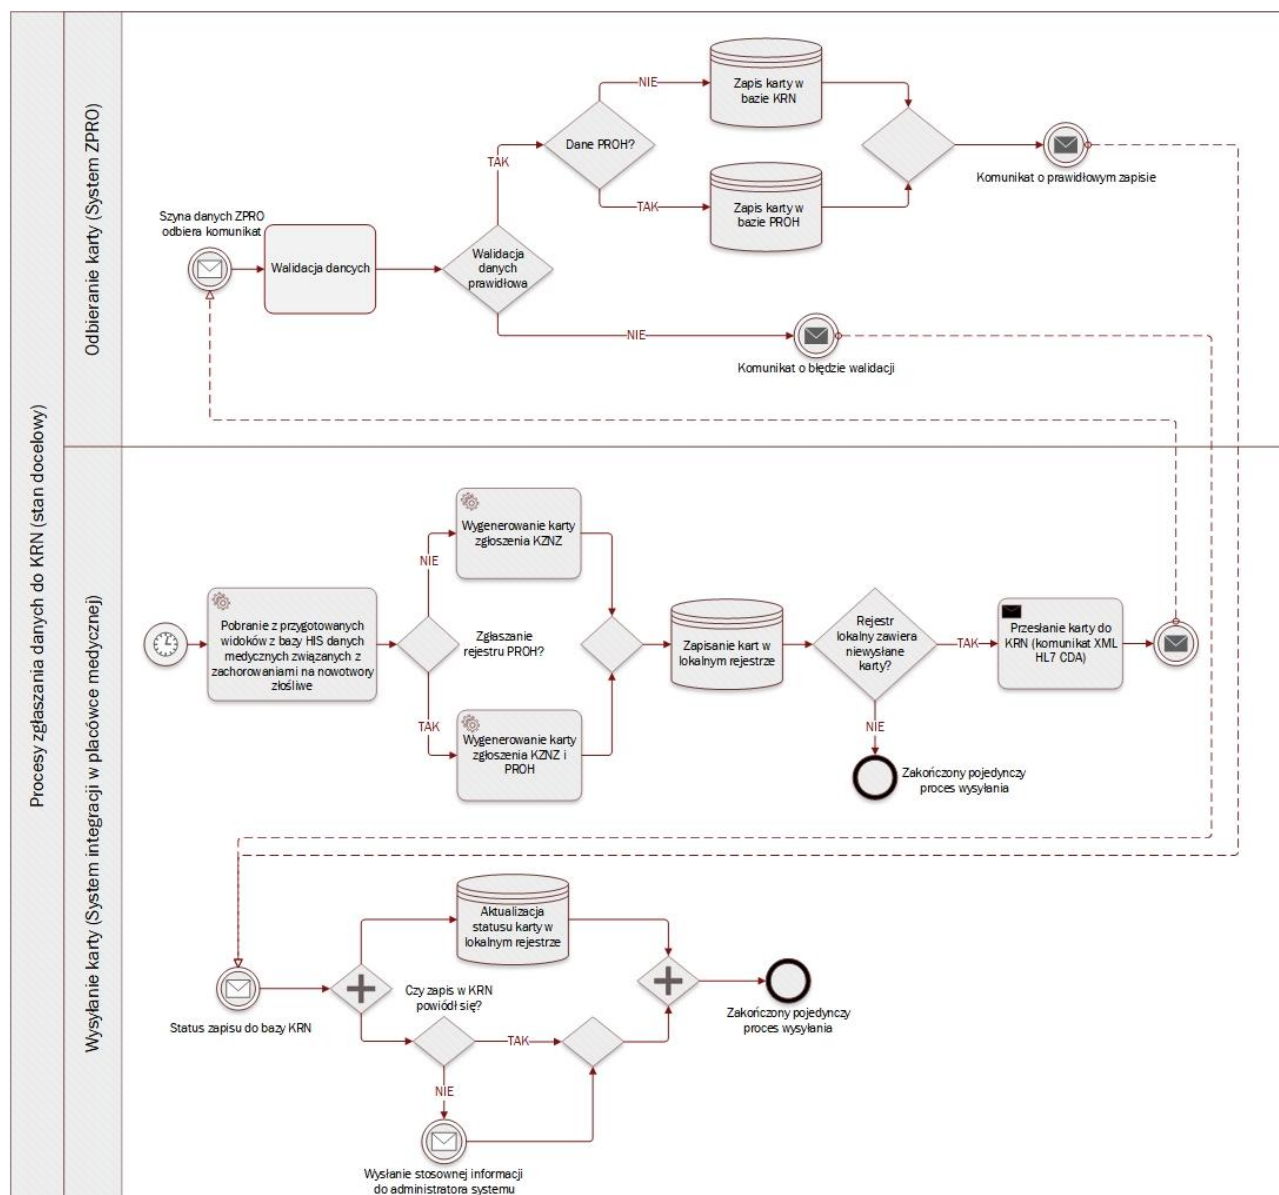 Procesy zgłaszania danych do KRN (stan docelowy)
Odbieranie karty (System ZPRO)
NIE
Zapis karty w
bazie KRN
Dane PROH?
TAK
TAK
Zapis karty w
bazie PROH
Komunikat o prawidłowym zapisie
Szyna danych ZPRO
odbiera komunikat
Walidacja dancych
Walidacja
danych
prawidłowa
NIE
Komunikat o błędzie walidacji
Wysyłanie karty (System integracji w placówce medycznej)
Pobranie z przygotowanych
widoków z bazy HIS danych
medycznych związanych z
zachorowaniami na nowotwory
złośliwe
NIE
Wygenerowanie karty
zgłoszenia KZNZ
Zgłaszanie
rejestru PROH?
TAK
Wygenerowanie karty
zgłoszenia KZNZ i
PROH
Zapisanie kart w
lokalnym rejestrze
Rejestr
lokalny zawiera
niewysłane
karty?
TAK
Przesłanie karty do
KRN (komunikat XML
HL7 CDA)
NIE
Zakończony pojedynczy
proces wysyłania
Status zapisu do bazy KRN
Aktualizacja
statusu karty w
lokalnym rejestrze
Czy zapis w KRN
powiódł się?
TAK
NIE
Wysłanie stosownej informacji
do administratora systemu
Zakończony pojedynczy
proces wysyłania